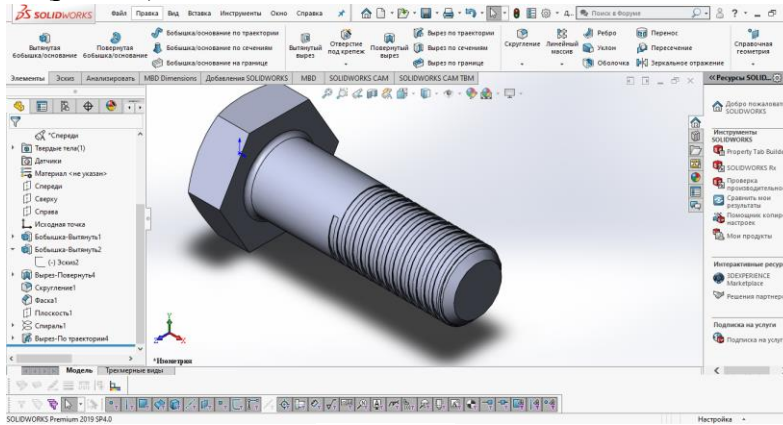 SOLIDWORKS Файл Правка Вид Вставка Инструменты Окно Справка Поиск в Форуме
Вытянутая бобышка/основание
Повернутая бобышка/основание
Бобышка/основание по траектории
Бобышка/основание по сечениям
Бобышка/основание на границе
Вытянутый вырез
Отверстие под крепеж
Повернутый вырез
Вырез по траектории
Вырез по сечениям
Вырез по границе
Скругление
Линейный массив
Ребро
Уклон
Оболочка
Перенос
Пересечение
Зеркальное отражение
Справочная геометрия
Элементы Эскиз Анализировать MBD Dimensions Добавления SOLIDWORKS MBD SOLIDWORKS CAM SOLIDWORKS CAM TBM
*Спереди
Твердые тела(1)
Датчики
Материал <не указан>
Спереди
Сверху
Справа
Исходная точка
Бобышка-Вытянуть1
Бобышка-Вытянуть2
(-) Эскиз2
Вырез-Повернуть4
Скругление1
Фаска1
Плоскость1
Спираль1
Вырез-По траектории4
*Изометрия
Модель Трехмерные виды
SOLIDWORKS Premium 2019 SP4.0
Настройка
Ресурсы SOLID...
Добро пожаловать
SOLIDWORKS
Инструменты
SOLIDWORKS
Property Tab Builde
SOLIDWORKS Rx
Проверка
производительнос
Сравнить мои
результаты
Помощник копир
настроек
Мои продукты
Интерактивные ресур
3DEXPERIENCE
Marketplace
Решения партнер
Подписка на услуги
Подписка на услуг